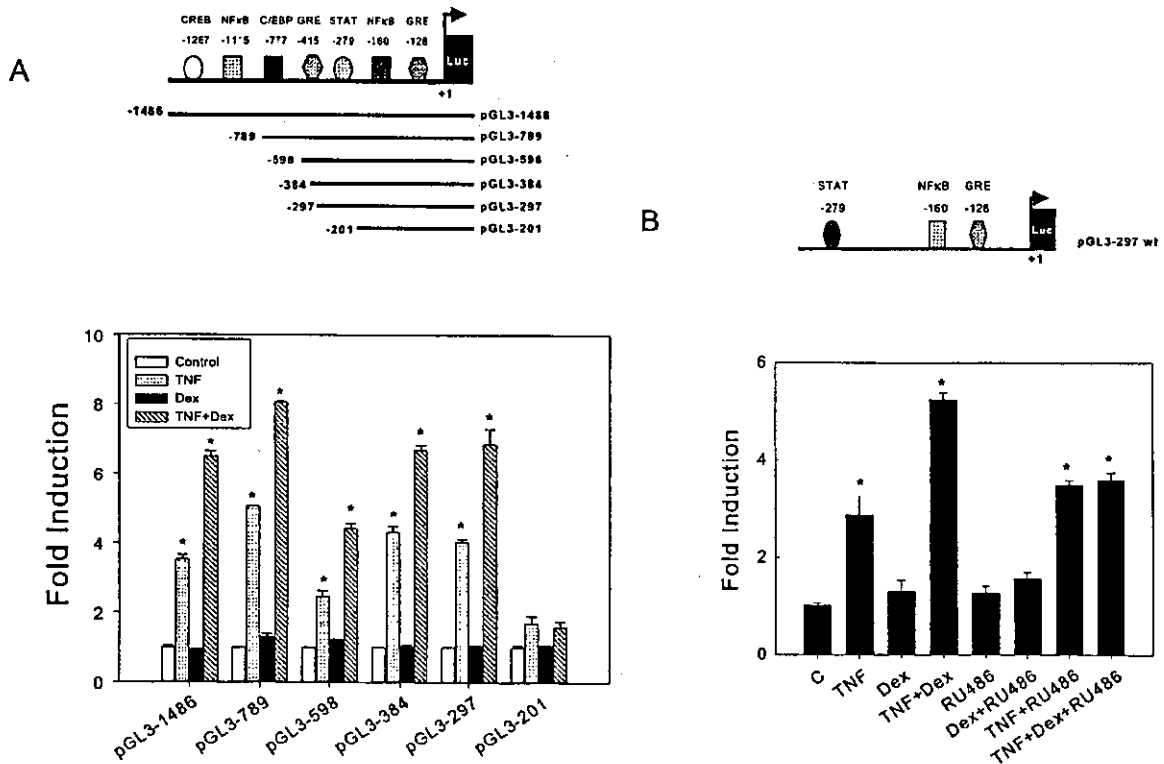 A
CREB NFκB C/EBP GRE STAT NFκB GRE
-1267 -1115 -777 -415 -279 -160 -128
Luc
+1
-1486 pGL3-1486
-789 pGL3-789
-598 pGL3-598
-384 pGL3-384
-297 pGL3-297
-201 pGL3-201
Fold Induction
10
8
6
4
2
0
Control
TNF
Dex
TNF+Dex
* * * * * * * * * *
pGL3-1486 pGL3-789 pGL3-598 pGL3-384 pGL3-297 pGL3-201
B
STAT NFκB GRE
-279 -160 -128
Luc
+1
pGL3-297 wt
Fold Induction
6
4
2
0
* * * *
C TNF Dex TNF+Dex RU486 Dex+RU486 TNF+RU486 TNF+Dex+RU486